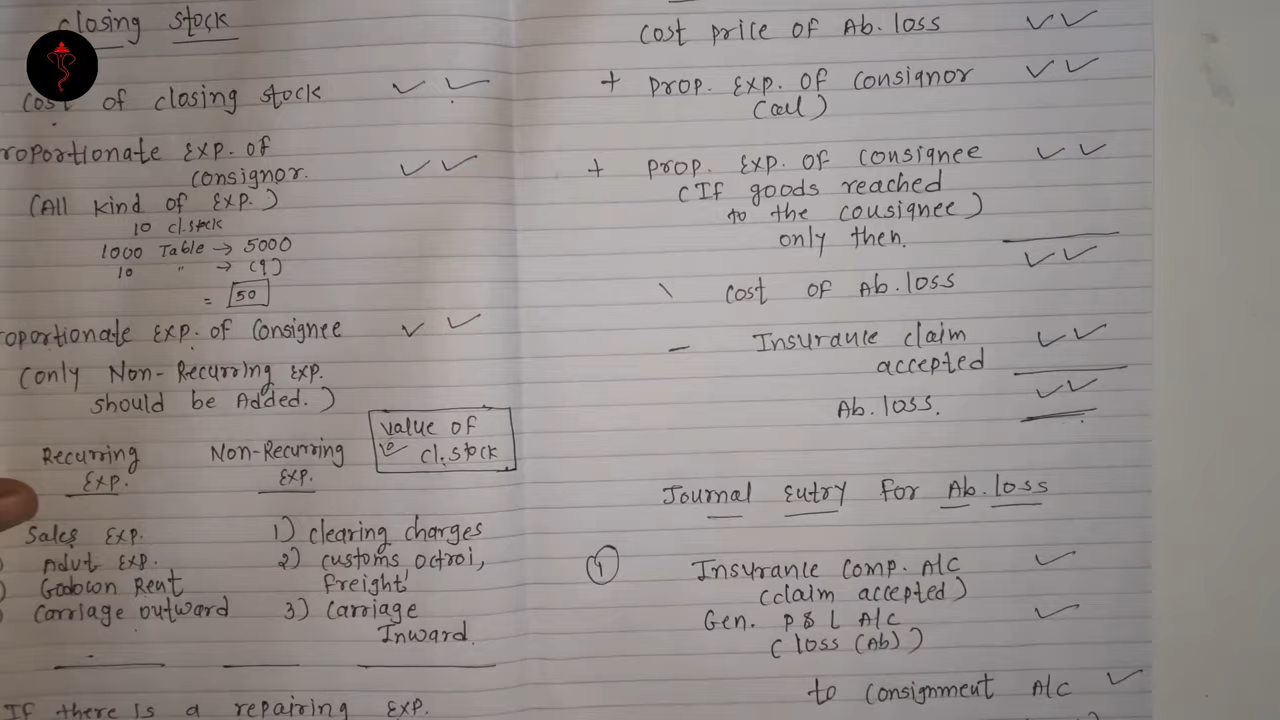 closing stock
cost of closing stock
roportionate Exp. of
consignor.
(All kind of Exp.)
10 cl.stock
1000 Table → 5000
10 " → (?)
= 50
oportionate Exp. of Consignee
(only Non-Recurring Exp.
should be Added.)
value of
cl.stock
Recurring Exp.
Non-Recurring Exp.
Sales Exp.
Advt Exp.
Godown Rent
Carriage outward
1) clearing charges
2) customs octroi,
freight
3) carriage
Inward.
If there is a repairing Exp.
cost price of Ab. loss
+ prop. Exp. of consignor
(all)
+ prop. Exp. of consignee
(If goods reached
to the cousignee)
only then.
cost of Ab. loss
— Insurance claim
accepted
Ab. loss.
Journal Entry for Ab. loss
1 Insurance Comp. A/c
(claim accepted)
Gen. P & L A/c
(loss (Ab))
to consignment A/c